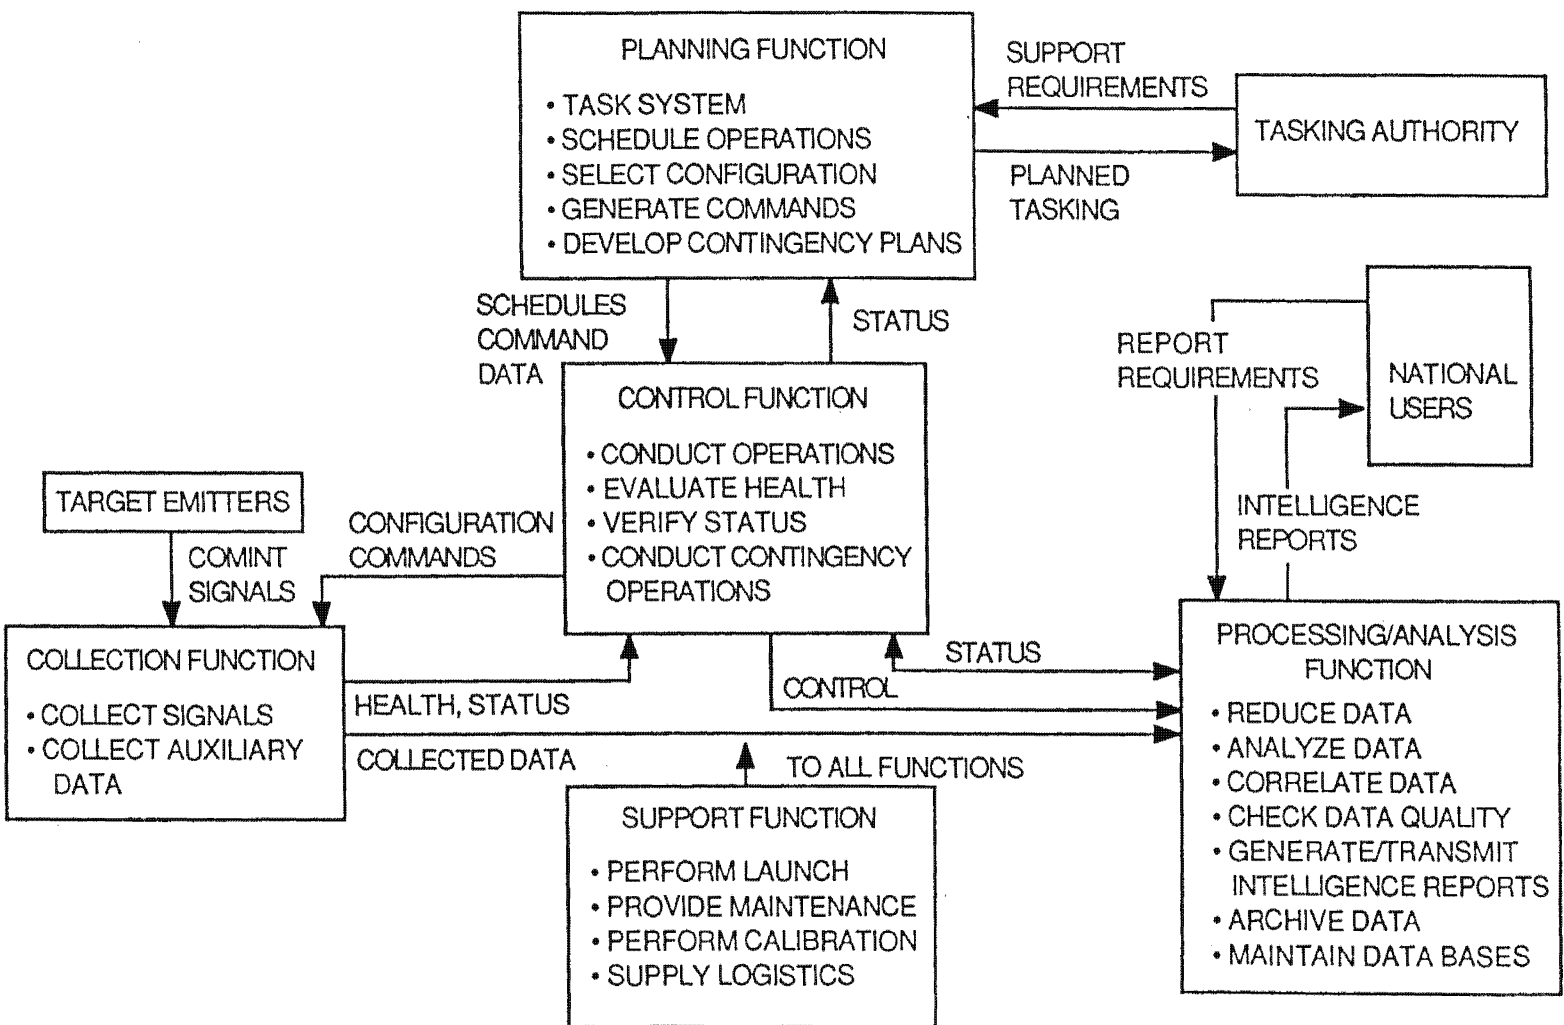 PLANNING FUNCTION
• TASK SYSTEM
• SCHEDULE OPERATIONS
• SELECT CONFIGURATION
• GENERATE COMMANDS
• DEVELOP CONTINGENCY PLANS
SUPPORT
REQUIREMENTS
PLANNED
TASKING
TASKING AUTHORITY
SCHEDULES
COMMAND
DATA
STATUS
CONTROL FUNCTION
• CONDUCT OPERATIONS
• EVALUATE HEALTH
• VERIFY STATUS
• CONDUCT CONTINGENCY
OPERATIONS
REPORT
REQUIREMENTS
NATIONAL
USERS
INTELLIGENCE
REPORTS
TARGET EMITTERS
COMINT
SIGNALS
CONFIGURATION
COMMANDS
COLLECTION FUNCTION
• COLLECT SIGNALS
• COLLECT AUXILIARY
DATA
HEALTH, STATUS
COLLECTED DATA
STATUS
CONTROL
TO ALL FUNCTIONS
SUPPORT FUNCTION
• PERFORM LAUNCH
• PROVIDE MAINTENANCE
• PERFORM CALIBRATION
• SUPPLY LOGISTICS
PROCESSING/ANALYSIS
FUNCTION
• REDUCE DATA
• ANALYZE DATA
• CORRELATE DATA
• CHECK DATA QUALITY
• GENERATE/TRANSMIT
INTELLIGENCE REPORTS
• ARCHIVE DATA
• MAINTAIN DATA BASES